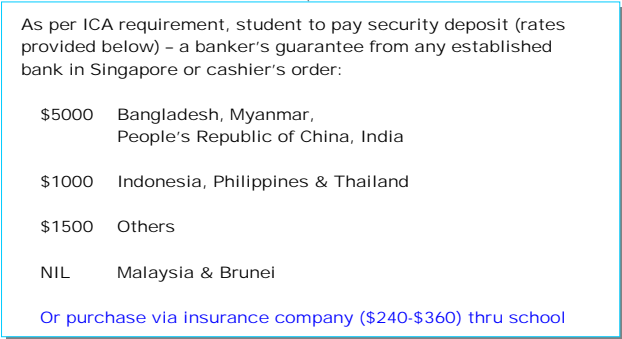 As per ICA requirement, student to pay security deposit (rates
provided below) – a banker's guarantee from any established
bank in Singapore or cashier's order:
$5000 Bangladesh, Myanmar,
People's Republic of China, India
$1000 Indonesia, Philippines & Thailand
$1500 Others
NIL Malaysia & Brunei
Or purchase via insurance company ($240-$360) thru school